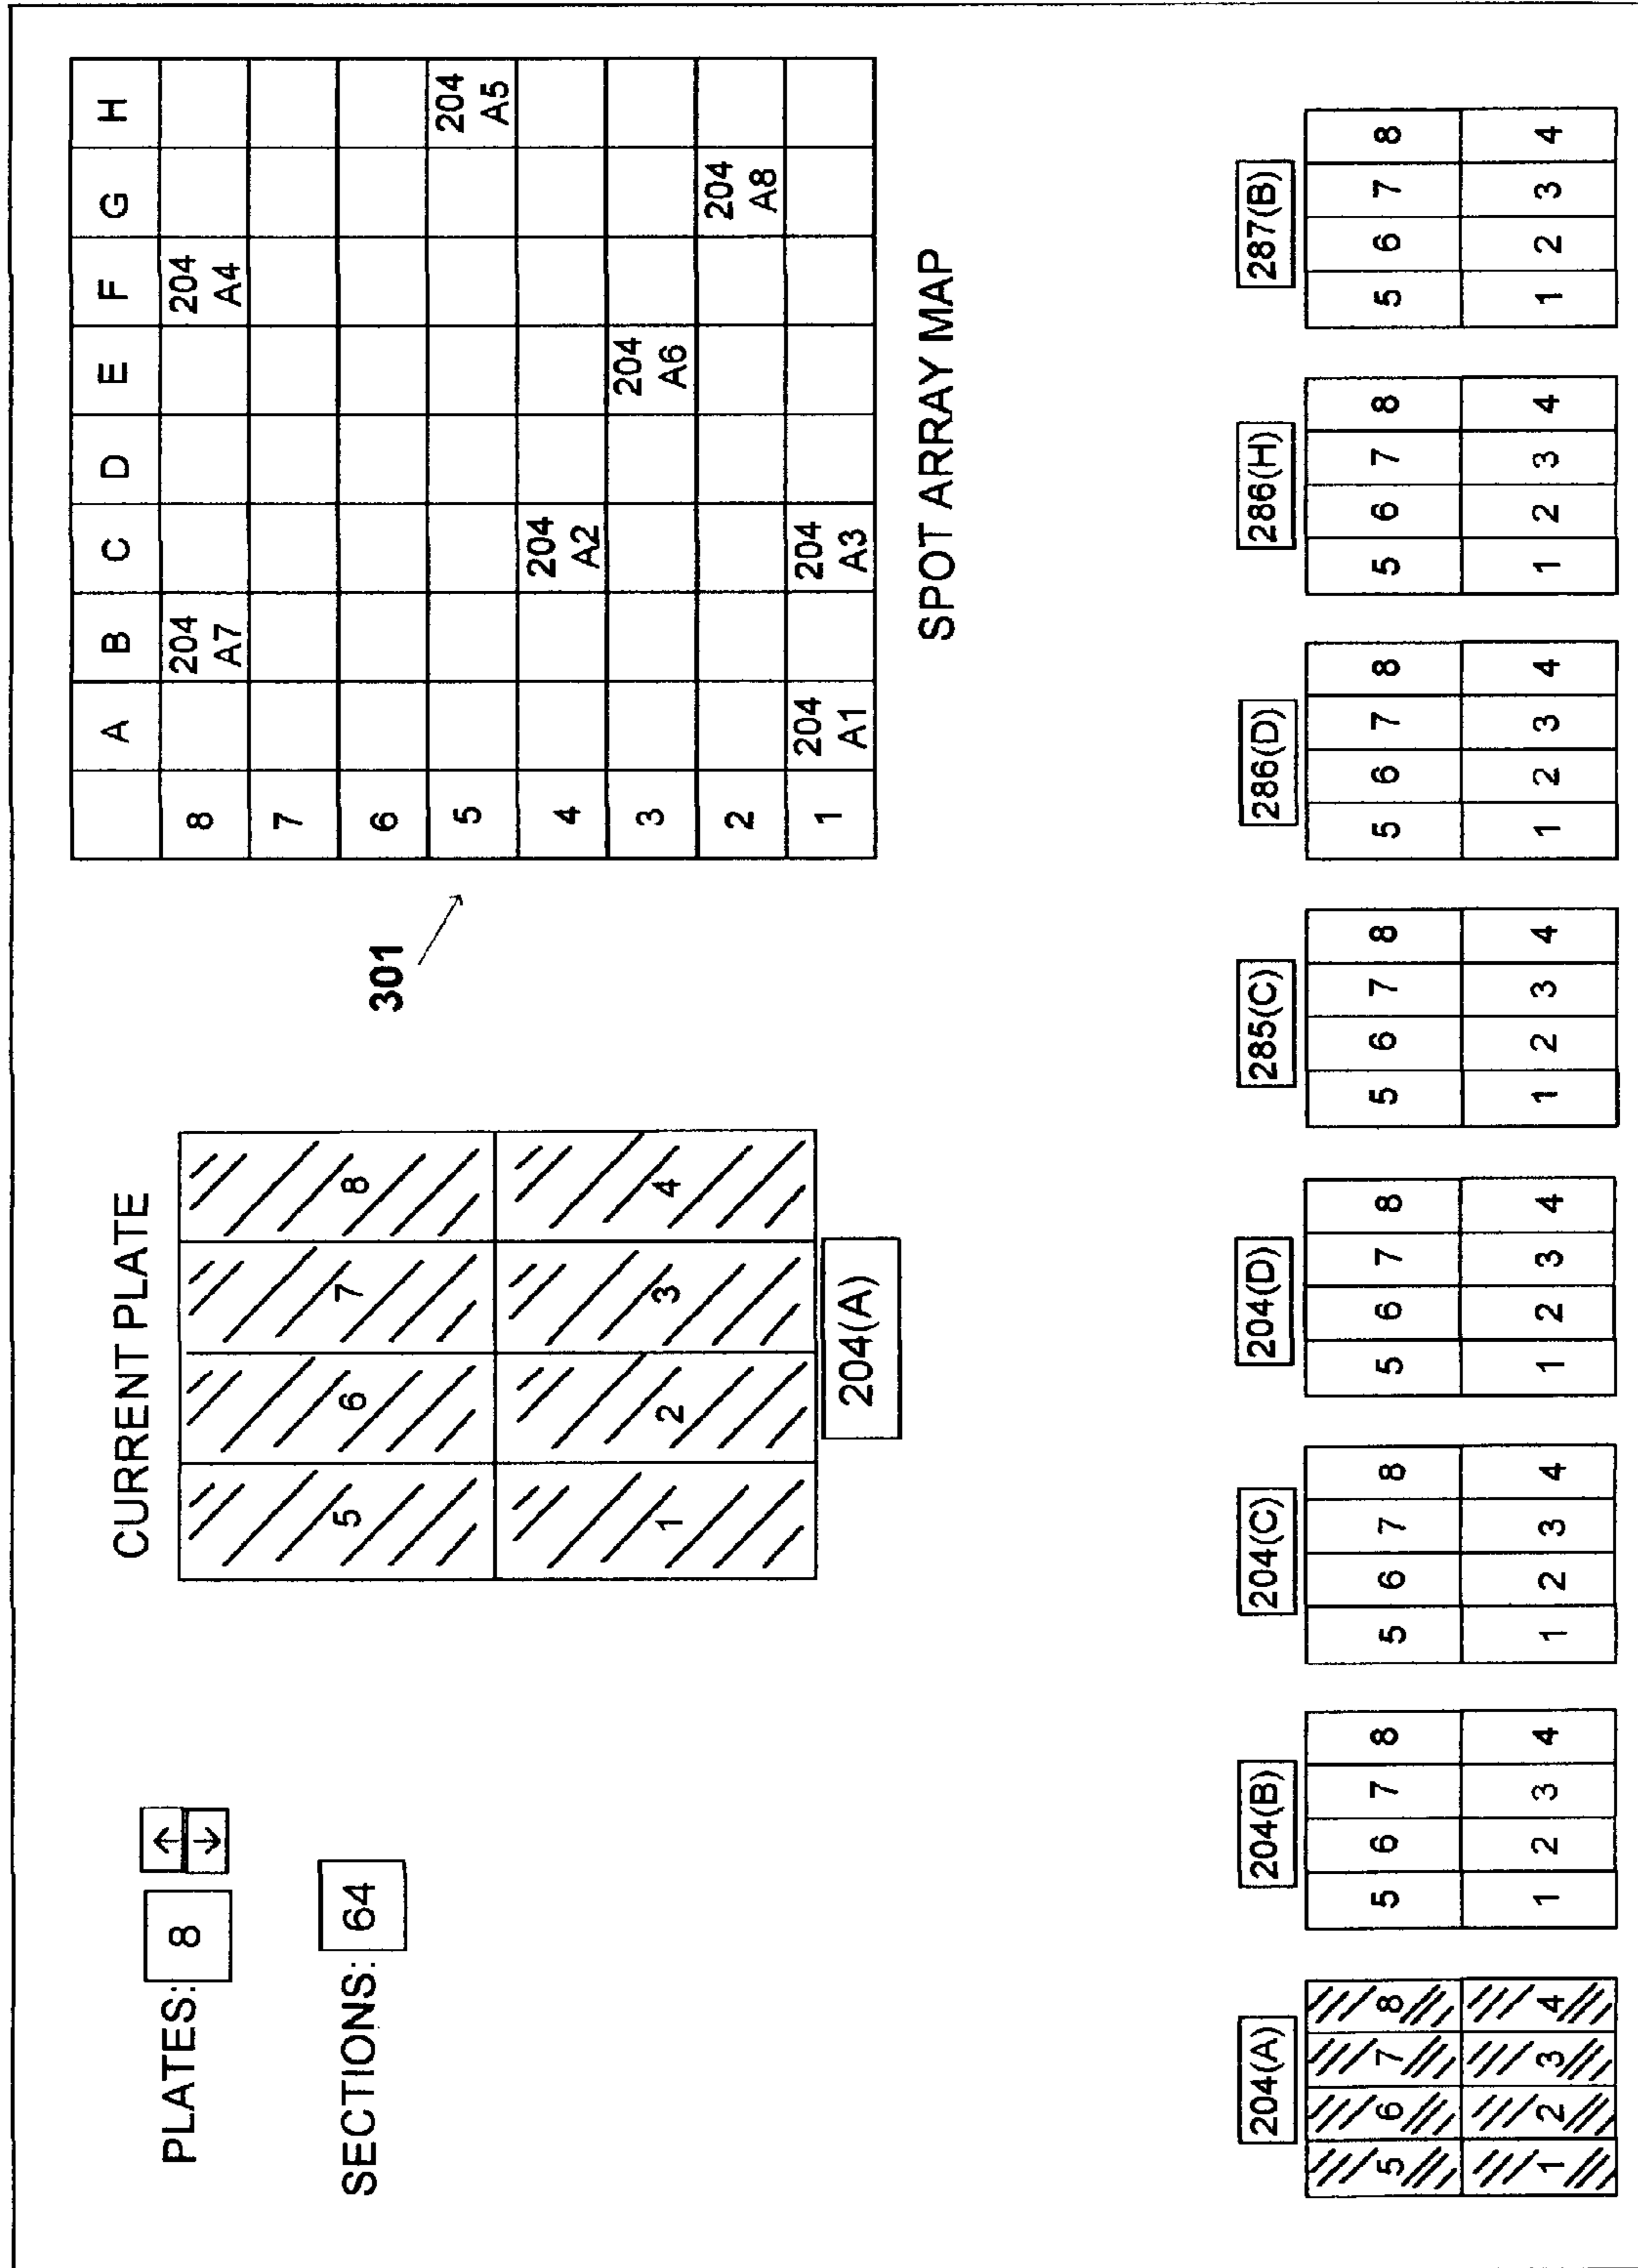 PLATES: 8 ↑ ↓
SECTIONS: 64
CURRENT PLATE
5 6 7 8
1 2 3 4
204(A)
301
A B C D E F G H
8 204 A7 204 A4
7
6
5 204 A5
4 204 A2
3 204 A6
2 204 A8
1 204 A1 204 A3
SPOT ARRAY MAP
204(A) 204(B) 204(C) 204(D) 285(C) 286(D) 286(H) 287(B)
5 6 7 8 5 6 7 8 5 6 7 8 5 6 7 8 5 6 7 8 5 6 7 8 5 6 7 8 5 6 7 8
1 2 3 4 1 2 3 4 1 2 3 4 1 2 3 4 1 2 3 4 1 2 3 4 1 2 3 4 1 2 3 4